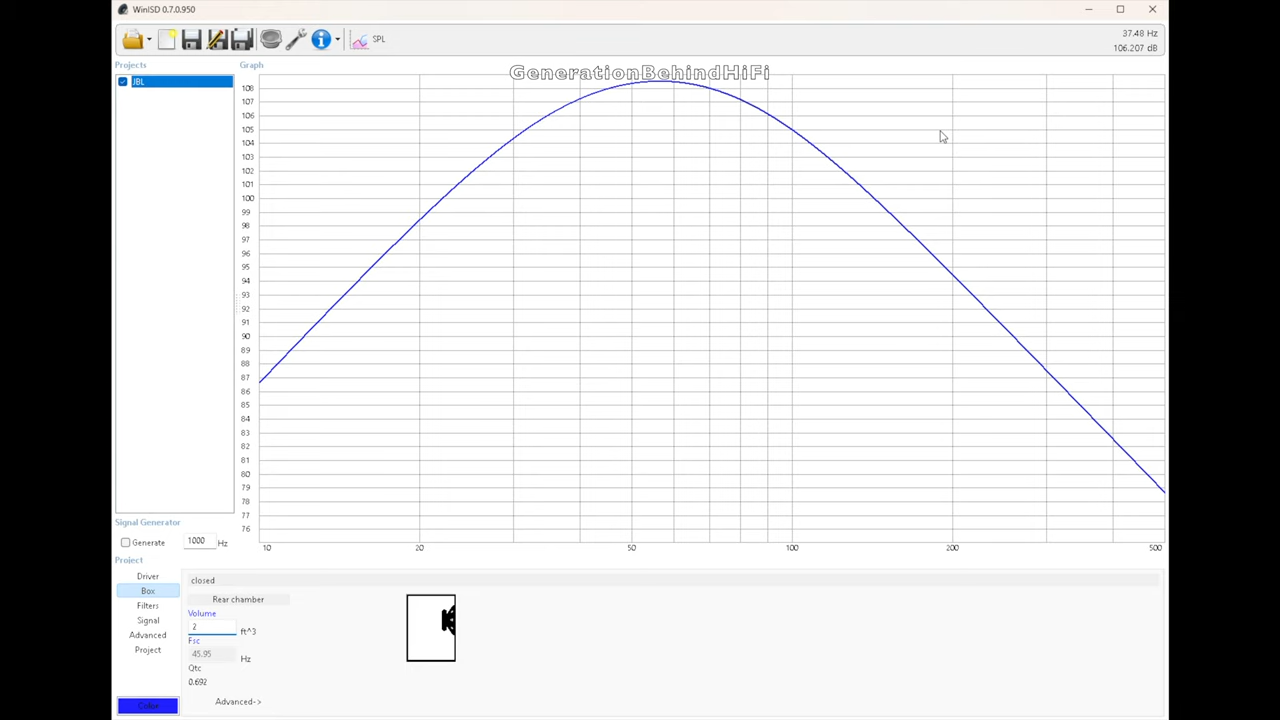 WinISD 0.7.0.950
SPL
37.48 Hz
106.207 dB
Projects
Graph
JBL
GenerationBehindHiFi
108
107
106
105
104
103
102
101
100
99
98
97
96
95
94
93
92
91
90
89
88
87
86
85
84
83
82
81
80
79
78
77
76
10 20 50 100 200 500
Signal Generator
Generate 1000 Hz
Project
Driver
Box
Filters
Signal
Advanced
Project
Color
closed
Rear chamber
Volume
2 ft^3
Fsc
45.95 Hz
Qtc
0.692
Advanced->